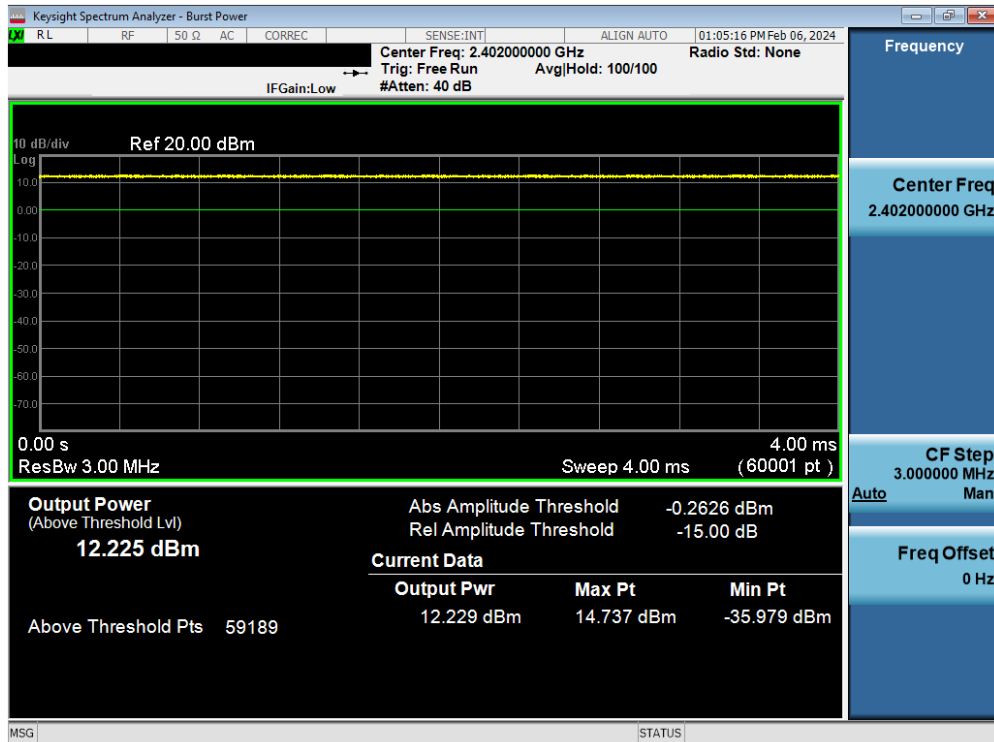 Keysight Spectrum Analyzer - Burst Power
LXI RL RF 50 Ω AC CORREC SENSE:INT ALIGN AUTO 01:05:16 PM Feb 06, 2024
Center Freq: 2.402000000 GHz Radio Std: None
Trig: Free Run Avg|Hold: 100/100
IFGain:Low #Atten: 40 dB
10 dB/div Ref 20.00 dBm
Log
10.0
0.00
-10.0
-20.0
-30.0
-40.0
-50.0
-60.0
-70.0
0.00 s 4.00 ms
ResBw 3.00 MHz Sweep 4.00 ms (60001 pt)
Output Power
(Above Threshold Lvl)
12.225 dBm
Above Threshold Pts 59189
Abs Amplitude Threshold -0.2626 dBm
Rel Amplitude Threshold -15.00 dB
Current Data
Output Pwr Max Pt Min Pt
12.229 dBm 14.737 dBm -35.979 dBm
Frequency
Center Freq
2.402000000 GHz
CF Step
3.000000 MHz
Auto Man
Freq Offset
0 Hz
MSG STATUS